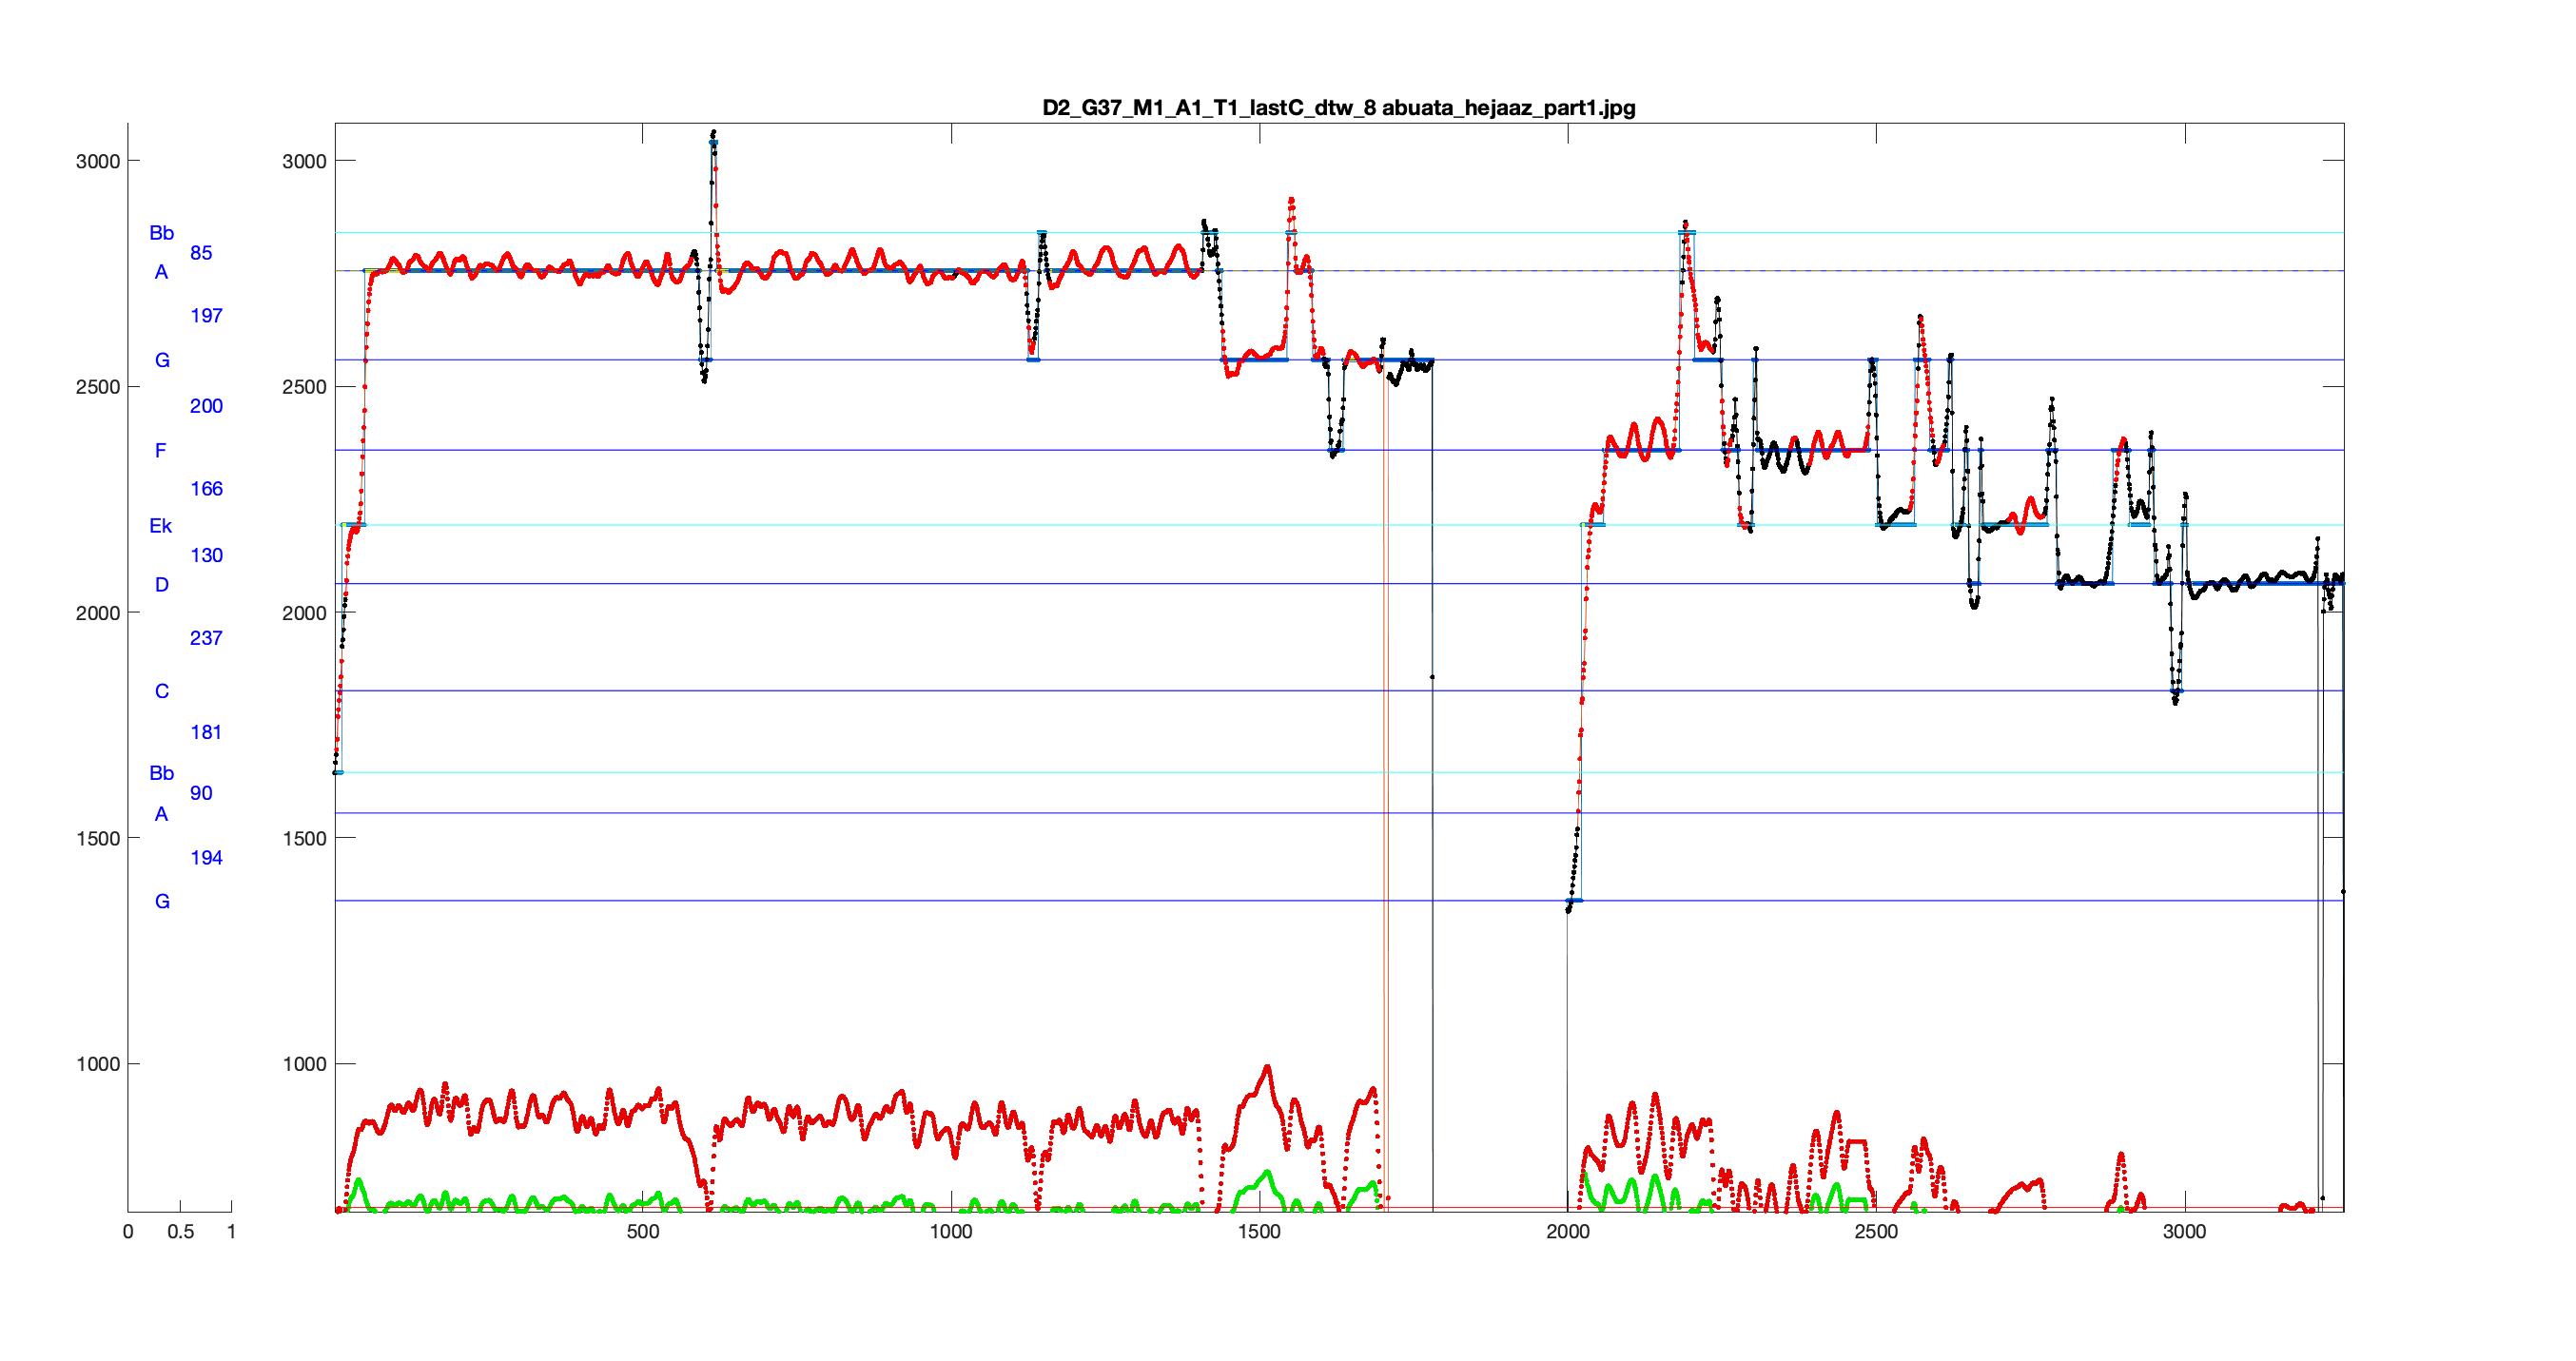 D2_G37_M1_A1_T1_lastC_dtw_8 abuata_hejaaz_part1.jpg
3000 3000
Bb
85
A
197
G
2500 2500
200
F
166
Ek
130
D
2000 2000
237
C
181
Bb
90
A
1500 1500
194
G
1000 1000
0 0.5 1 500 1000 1500 2000 2500 3000